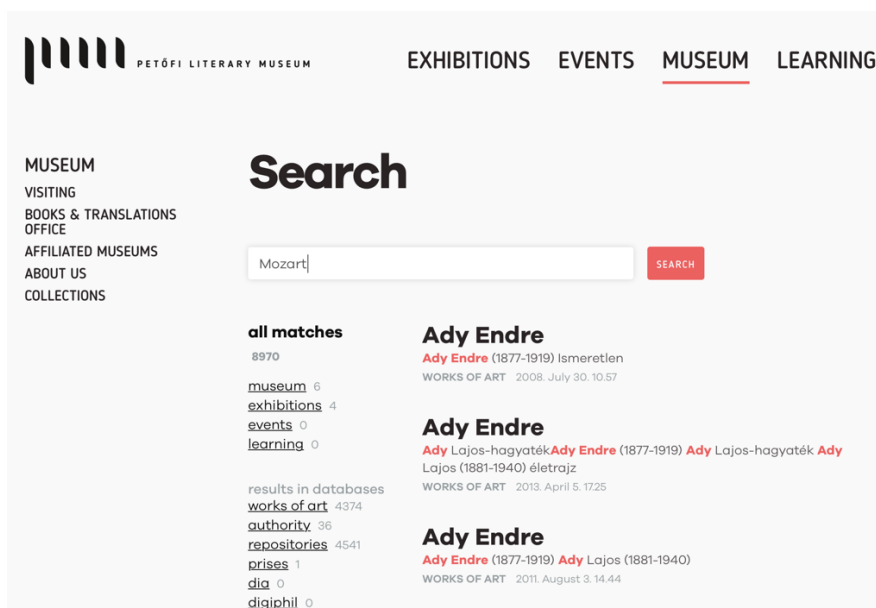 PETŐFI LITERARY MUSEUM
EXHIBITIONS EVENTS MUSEUM LEARNING
MUSEUM
VISITING
BOOKS & TRANSLATIONS
OFFICE
AFFILIATED MUSEUMS
ABOUT US
COLLECTIONS
Search
Mozart
SEARCH
all matches
8970
museum 6
exhibitions 4
events 0
learning 0
results in databases
works of art 4374
authority 36
repositories 4541
prises 1
dia 0
digiphil 0
Ady Endre
Ady Endre (1877-1919) Ismeretlen
WORKS OF ART 2008. July 30. 10.57
Ady Endre
Ady Lajos-hagyatékAdy Endre (1877-1919) Ady Lajos-hagyaték Ady
Lajos (1881-1940) életrajz
WORKS OF ART 2013. April 5. 17.25
Ady Endre
Ady Endre (1877-1919) Ady Lajos (1881-1940)
WORKS OF ART 2011. August 3. 14.44